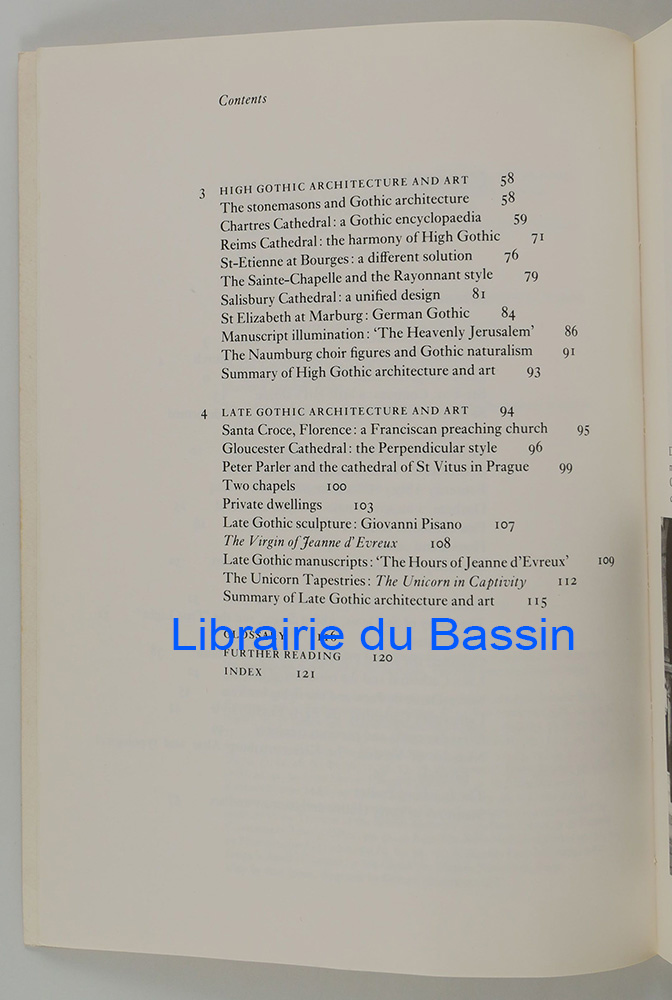 Contents
3 HIGH GOTHIC ARCHITECTURE AND ART 58
The stonemasons and Gothic architecture 58
Chartres Cathedral: a Gothic encyclopaedia 59
Reims Cathedral: the harmony of High Gothic 71
St-Etienne at Bourges: a different solution 76
The Sainte-Chapelle and the Rayonnant style 79
Salisbury Cathedral: a unified design 81
St Elizabeth at Marburg: German Gothic 84
Manuscript illumination: ‘The Heavenly Jerusalem’ 86
The Naumburg choir figures and Gothic naturalism 91
Summary of High Gothic architecture and art 93
4 LATE GOTHIC ARCHITECTURE AND ART 94
Santa Croce, Florence: a Franciscan preaching church 95
Gloucester Cathedral: the Perpendicular style 96
Peter Parler and the cathedral of St Vitus in Prague 99
Two chapels 100
Private dwellings 103
Late Gothic sculpture: Giovanni Pisano 107
The Virgin of Jeanne d’Evreux 108
Late Gothic manuscripts: ‘The Hours of Jeanne d’Evreux’ 109
The Unicorn Tapestries: The Unicorn in Captivity 112
Summary of Late Gothic architecture and art 115
GLOSSARY 116
Librairie du Bassin
FURTHER READING 120
INDEX 121